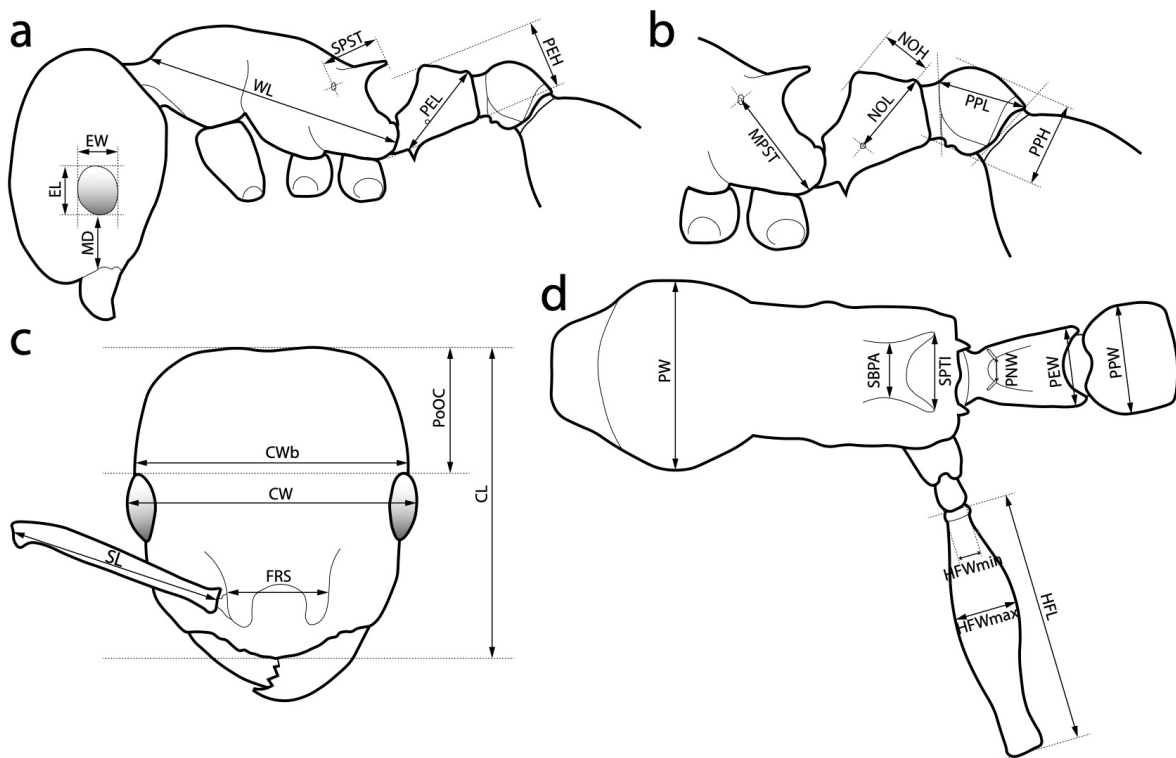 a
SPST
PEH
WL
PEL
EW
EL
MD
b
NOH
NOL
PPL
MPST
PPH
c
PoOC
CWb
CL
CW
SL
FRS
d
PW
SBPA
SPTI
PNW
PEW
PPW
HFWmin
HFL
HFWmax